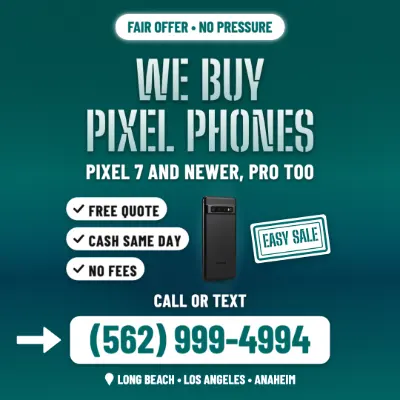 FAIR OFFER • NO PRESSURE
WE BUY
PIXEL PHONES
PIXEL 7 AND NEWER, PRO TOO
FREE QUOTE
CASH SAME DAY
NO FEES
EASY SALE
CALL OR TEXT
(562) 999-4994
LONG BEACH • LOS ANGELES • ANAHEIM